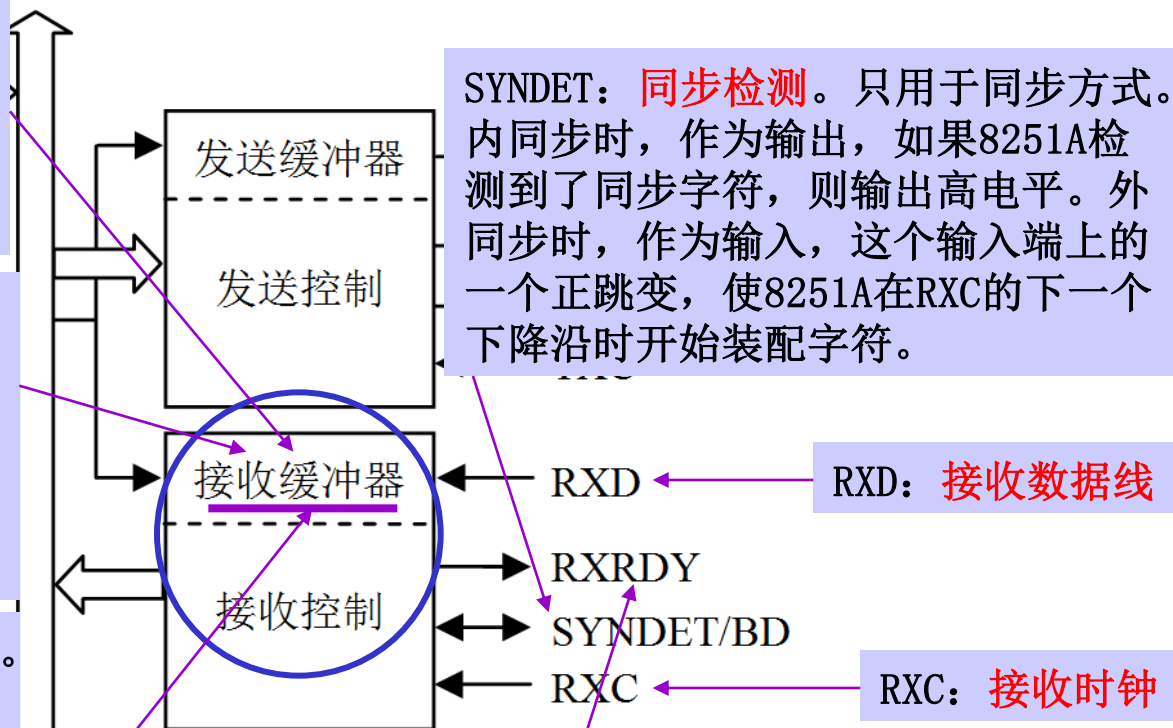 SYNDET：同步检测。只用于同步方式。
内同步时，作为输出，如果8251A检
测到了同步字符，则输出高电平。外
同步时，作为输入，这个输入端上的
一个正跳变，使8251A在RXC的下一个
下降沿时开始装配字符。
发送缓冲器
发送控制
接收缓冲器
RXD
RXD：接收数据线
RXRDY
接收控制
SYNDET/BD
。
RXC
RXC：接收时钟